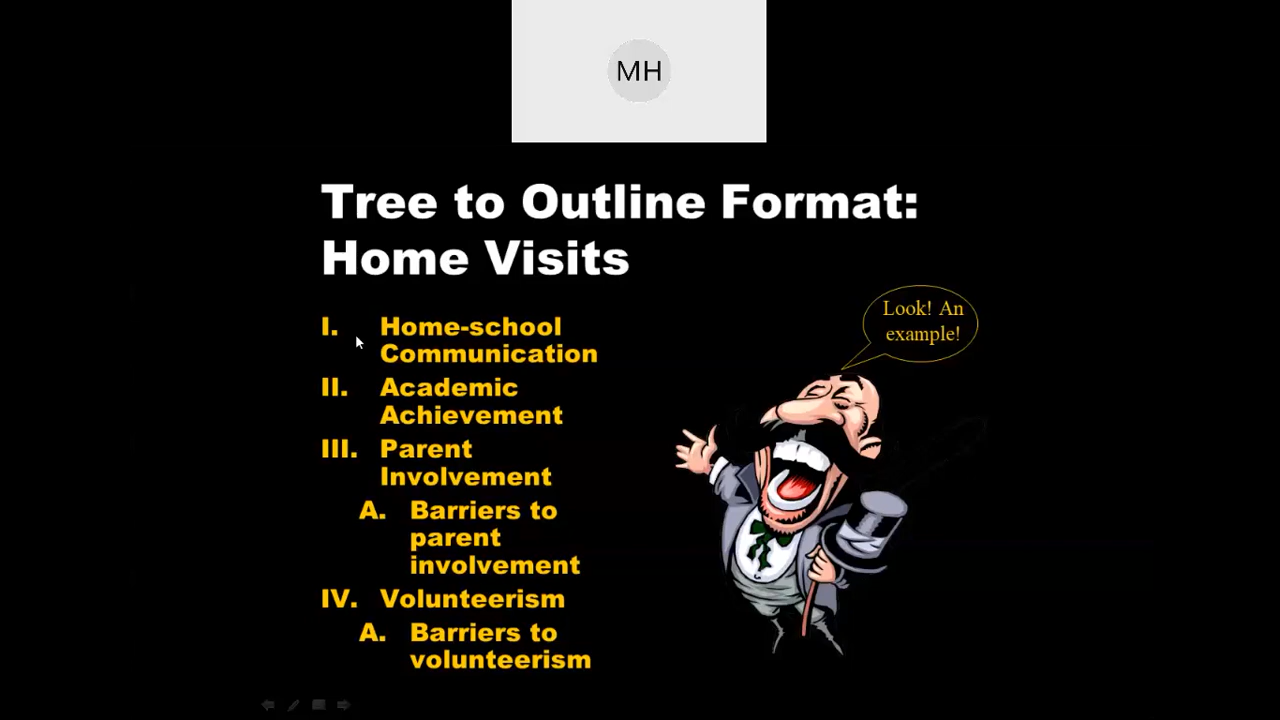 MH
Tree to Outline Format:
Home Visits
Look! An
example!
I. Home-school
Communication
II. Academic
Achievement
III. Parent
Involvement
A. Barriers to
parent
involvement
IV. Volunteerism
A. Barriers to
volunteerism